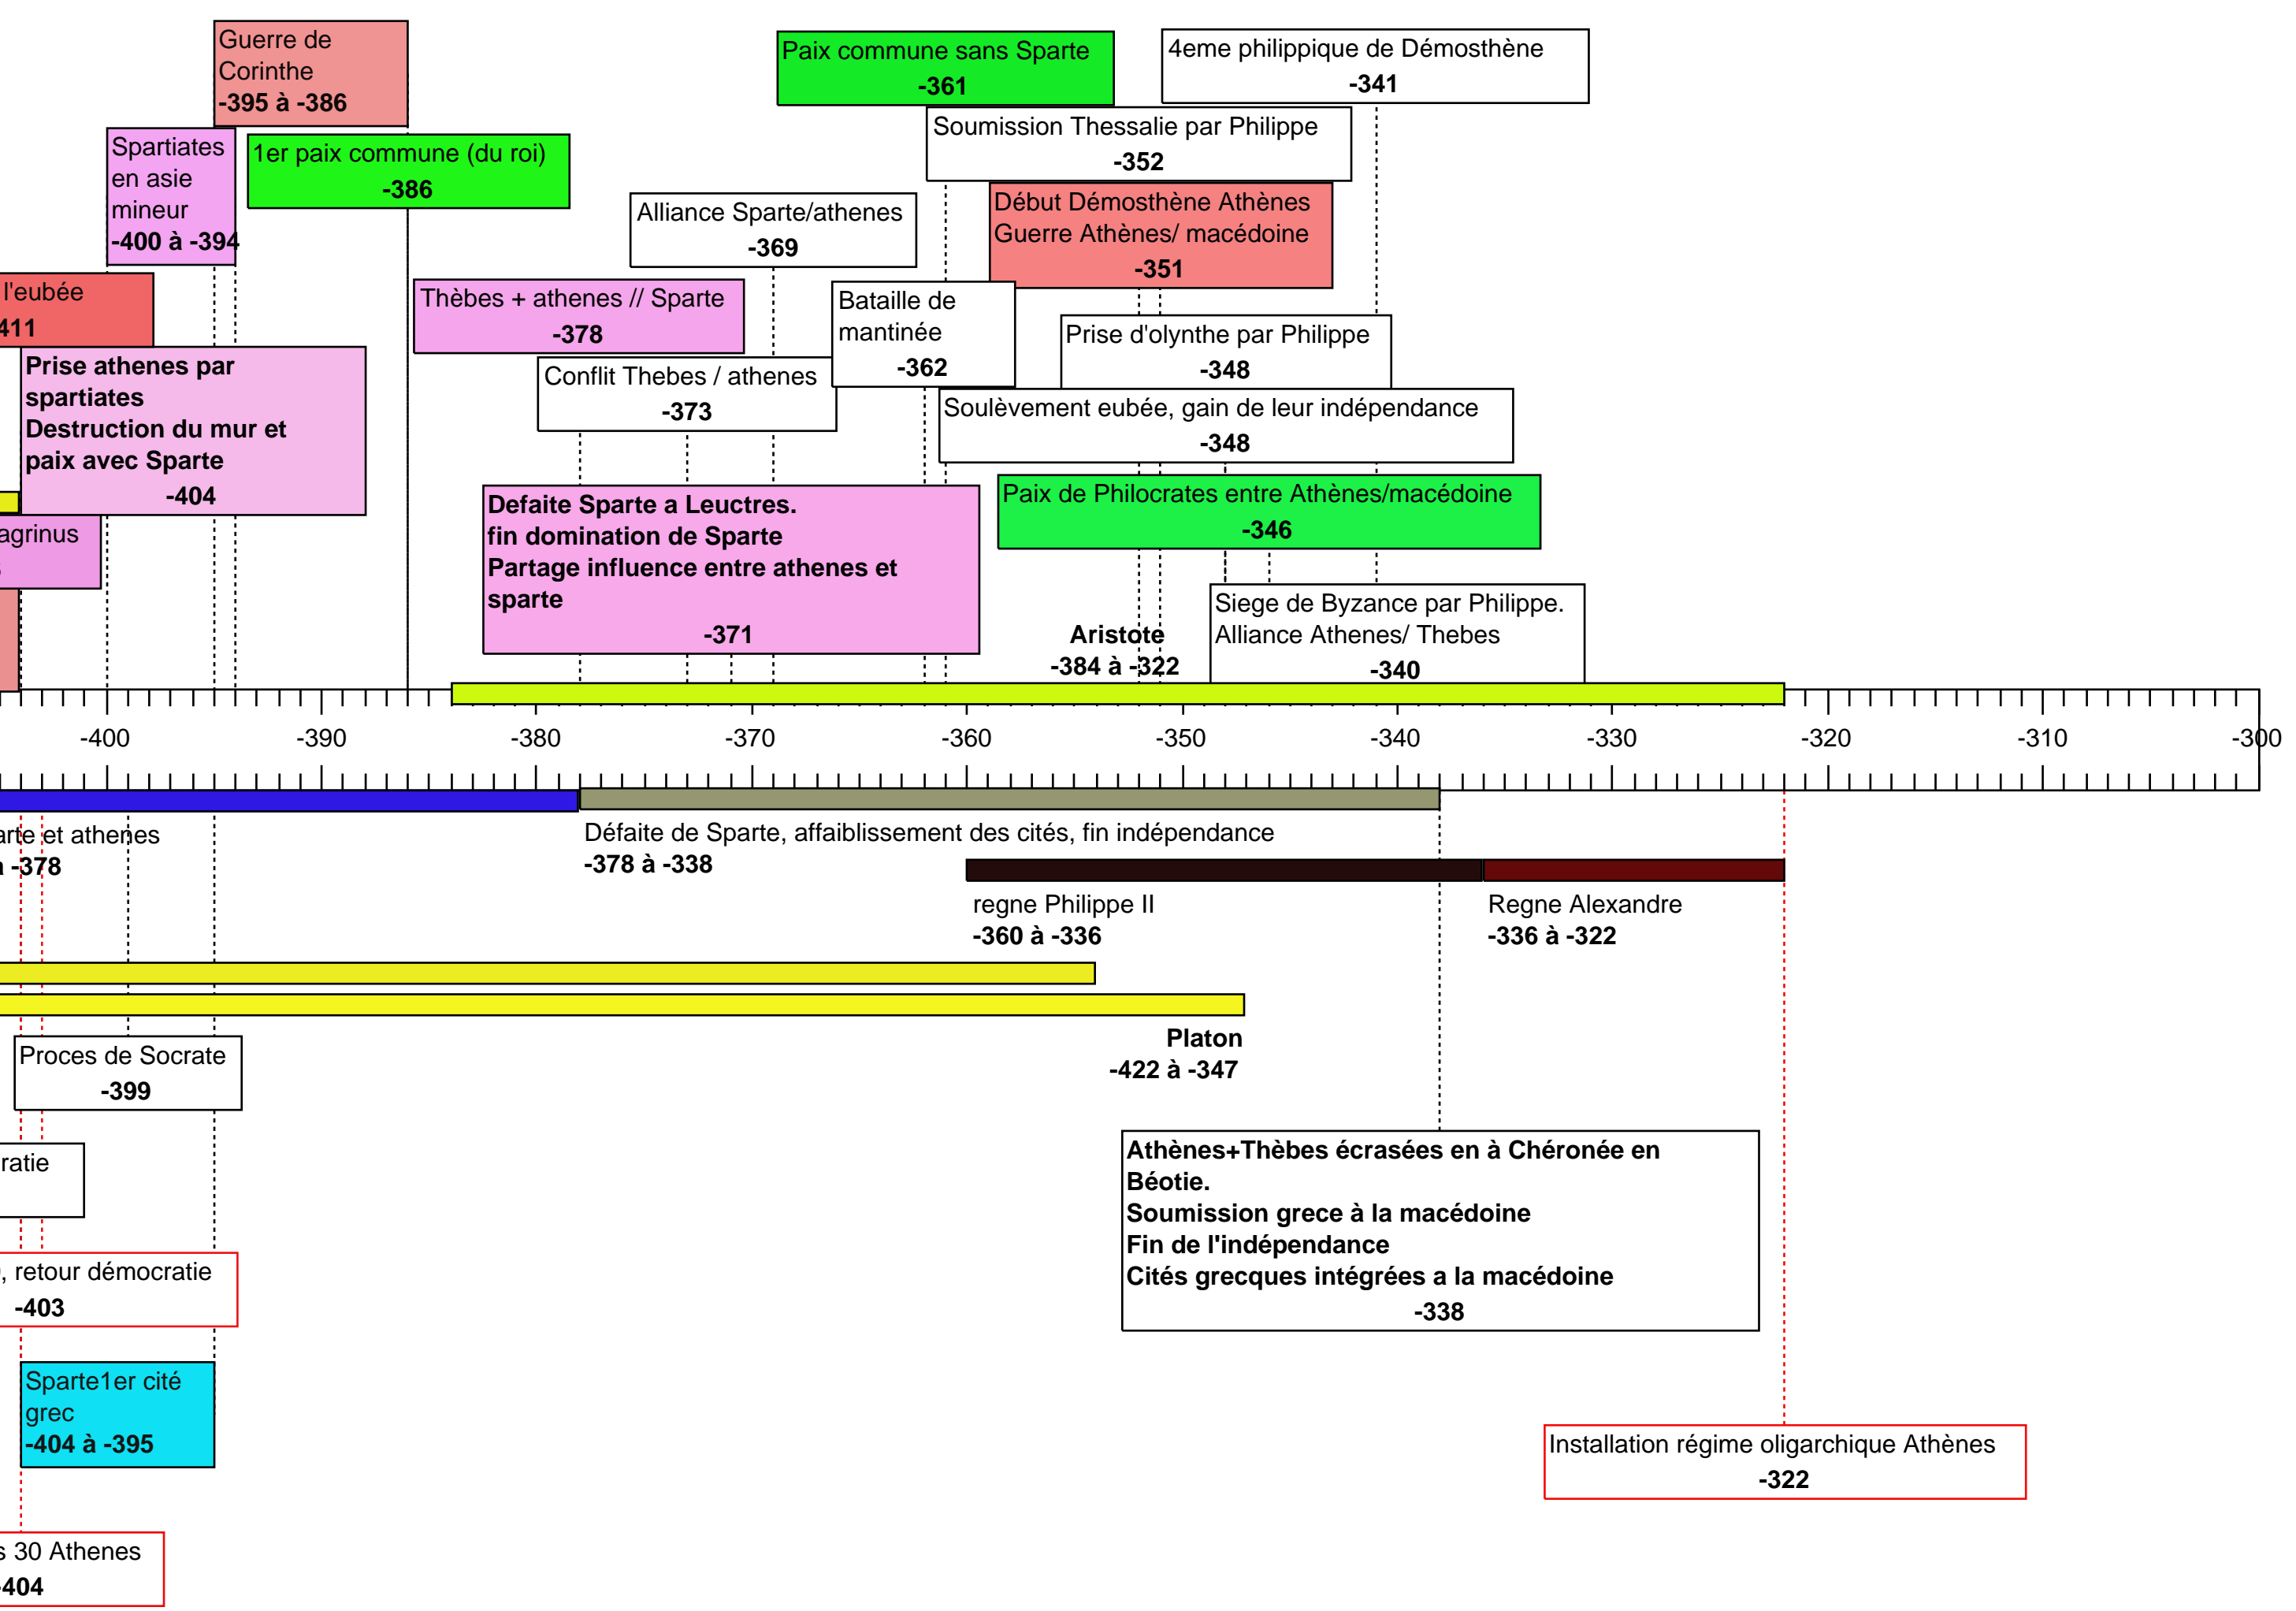 Guerre de
Corinthe
-395 à -386
Paix commune sans Sparte
-361
4eme philippique de Démosthène
-341
Soumission Thessalie par Philippe
-352
Spartiates
en asie
mineur
-400 à -394
1er paix commune (du roi)
-386
Alliance Sparte/athenes
-369
Début Démosthène Athènes
Guerre Athènes/ macédoine
-351
l'eubée
411
Thèbes + athenes // Sparte
-378
Bataille de
mantinée
-362
Prise d'olynthe par Philippe
-348
Prise athenes par
spartiates
Destruction du mur et
paix avec Sparte
-404
Conflit Thebes / athenes
-373
Soulèvement eubée, gain de leur indépendance
-348
agrinus
Defaite Sparte a Leuctres.
fin domination de Sparte
Partage influence entre athenes et
sparte
-371
Paix de Philocrates entre Athènes/macédoine
-346
Aristote
-384 à -322
Siege de Byzance par Philippe.
Alliance Athenes/ Thebes
-340
-400 -390 -380 -370 -360 -350 -340 -330 -320 -310 -300
arte et athenes
à -378
Défaite de Sparte, affaiblissement des cités, fin indépendance
-378 à -338
regne Philippe II
-360 à -336
Regne Alexandre
-336 à -322
Platon
-422 à -347
Proces de Socrate
-399
ratie
Athènes+Thèbes écrasées en à Chéronée en
Béotie.
Soumission grece à la macédoine
Fin de l'indépendance
Cités grecques intégrées a la macédoine
-338
, retour démocratie
-403
Sparte1er cité
grec
-404 à -395
Installation régime oligarchique Athènes
-322
s 30 Athenes
-404